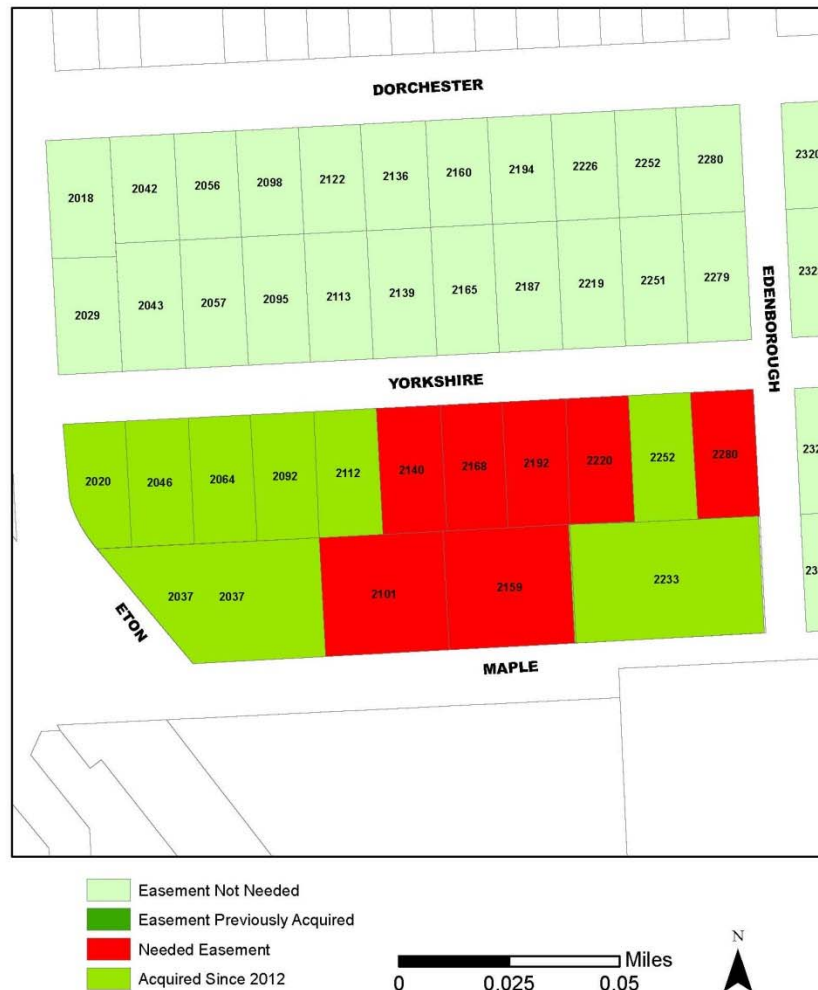 DORCHESTER
2018 2042 2056 2098 2122 2136 2160 2194 2226 2252 2280 2320
2029 2043 2057 2095 2113 2139 2165 2187 2219 2251 2279
EDENBOROUGH
YORKSHIRE
2020 2046 2064 2092 2112 2140 2168 2192 2220 2252 2280
2037 2037 2101 2159 2233
ETON
MAPLE
Easement Not Needed
Easement Previously Acquired
Needed Easement
Acquired Since 2012
Miles
0 0.025 0.05
N